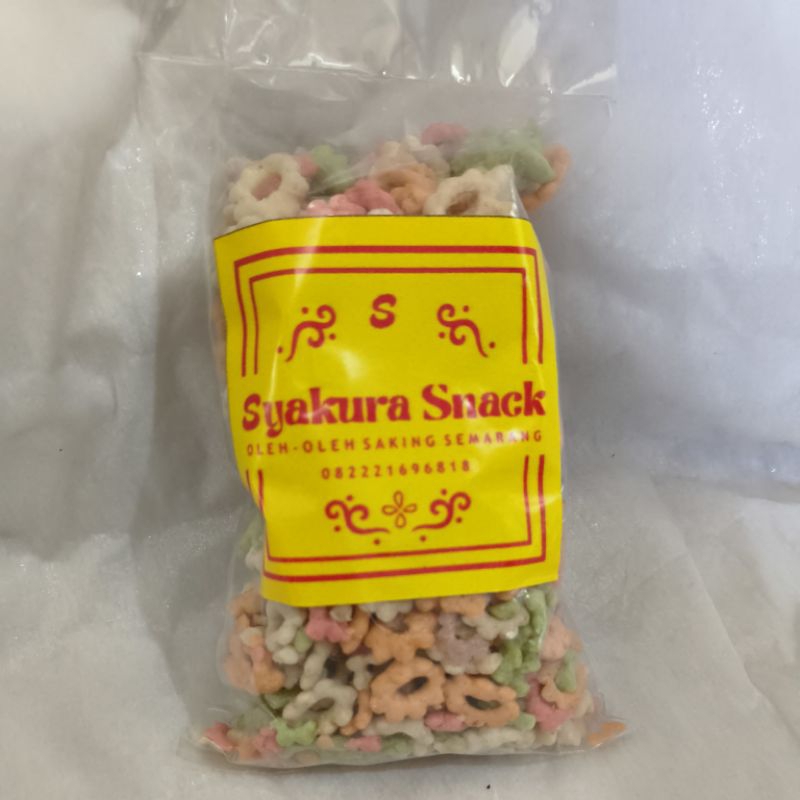 S
Syakura Snack
OLEH-OLEH SAKING SEMARANG
082221696818